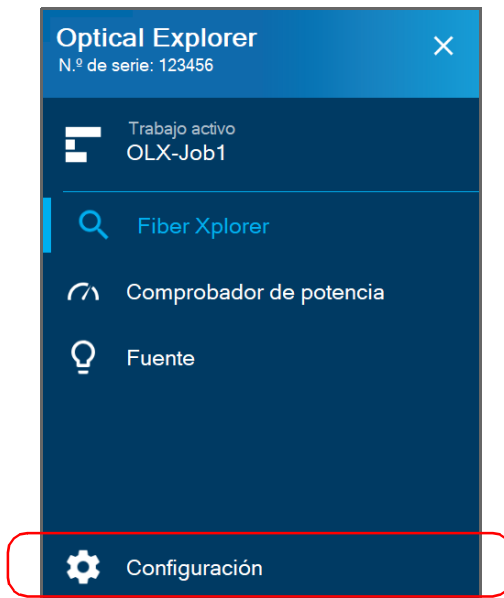 Optical Explorer
N.º de serie: 123456
Trabajo activo
OLX-Job1
Fiber Xplorer
Comprobador de potencia
Fuente
Configuración